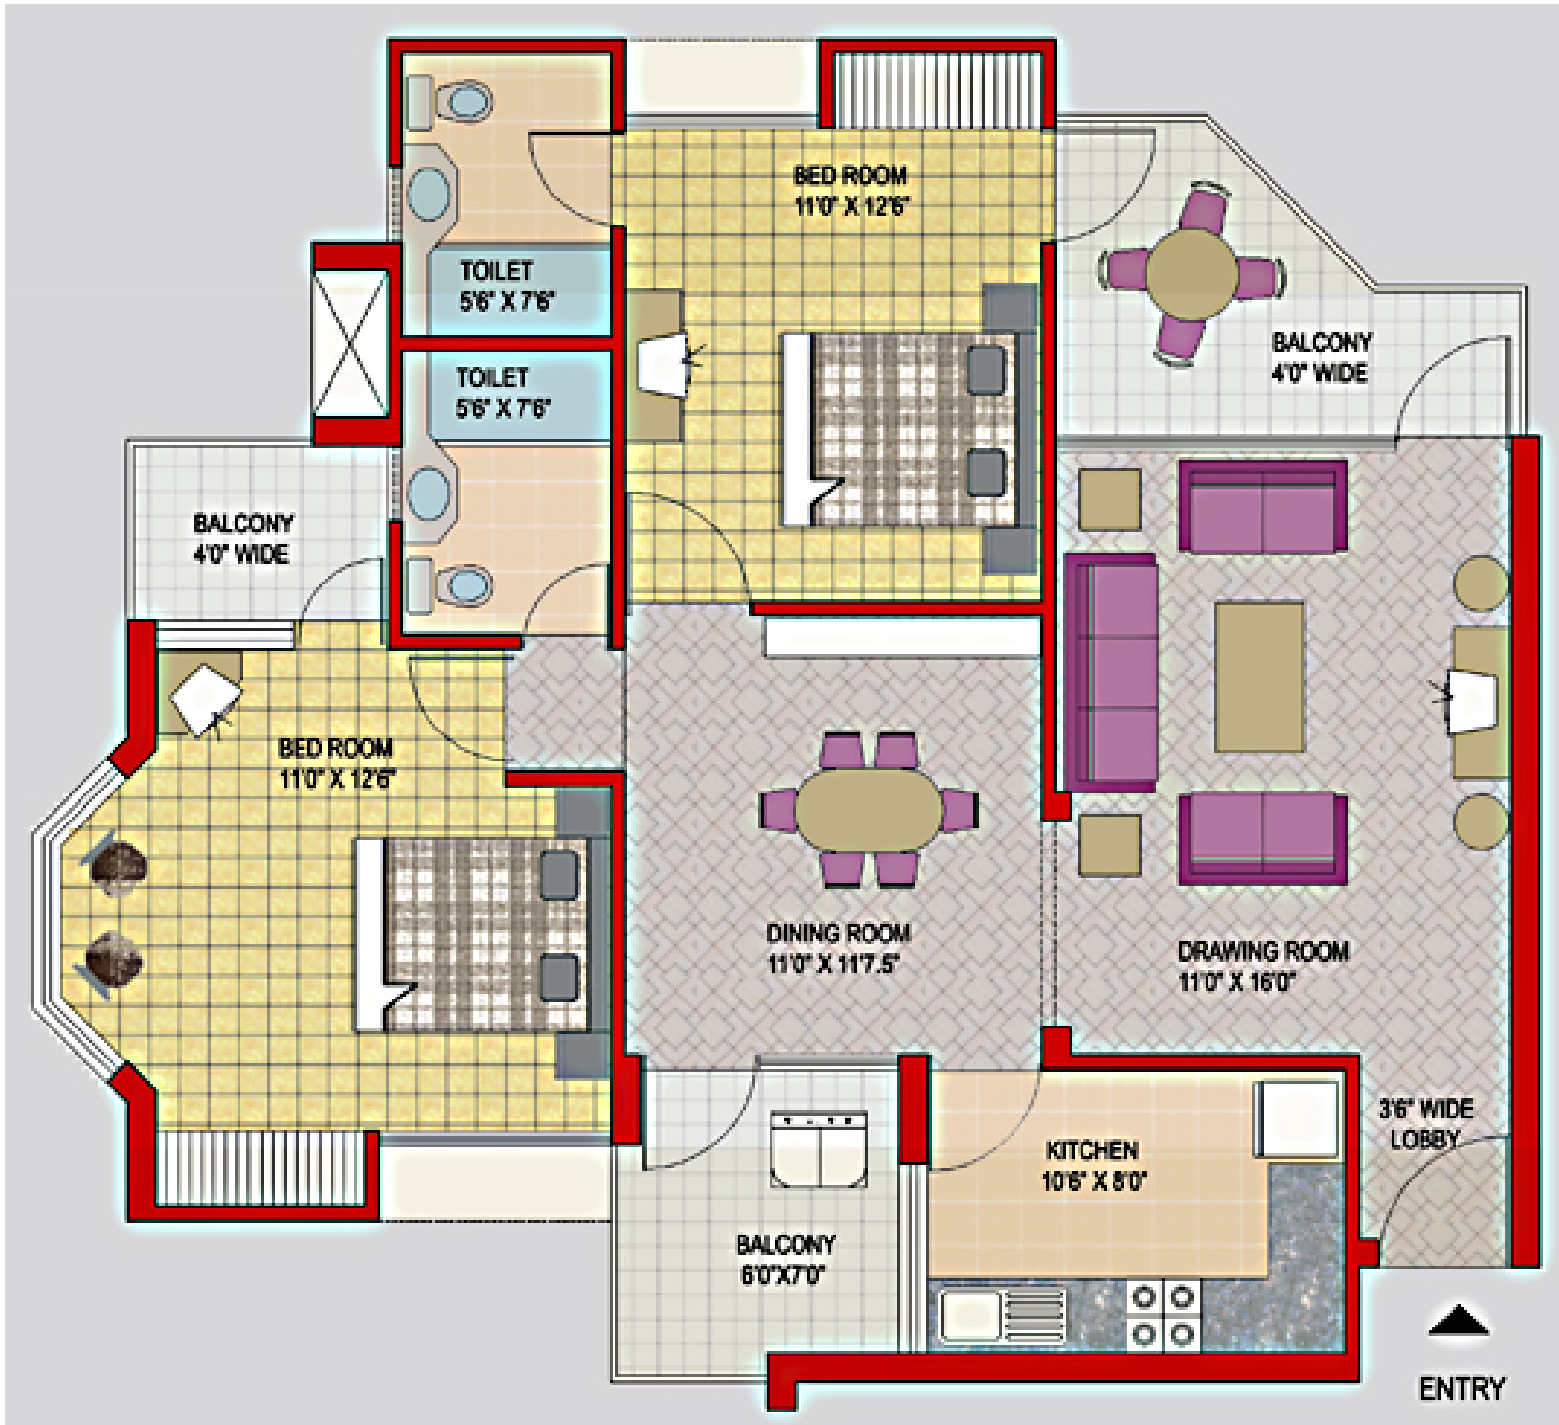 BED ROOM
11'0" X 12'6"
TOILET
5'6" X 7'6"
BALCONY
4'0" WIDE
TOILET
5'6" X 7'6"
BALCONY
4'0" WIDE
BED ROOM
11'0" X 12'6"
DINING ROOM
11'0" X 11'7.5"
DRAWING ROOM
11'0" X 16'0"
3'6" WIDE
LOBBY
KITCHEN
10'6" X 8'0"
BALCONY
6'0"X7'0"
ENTRY